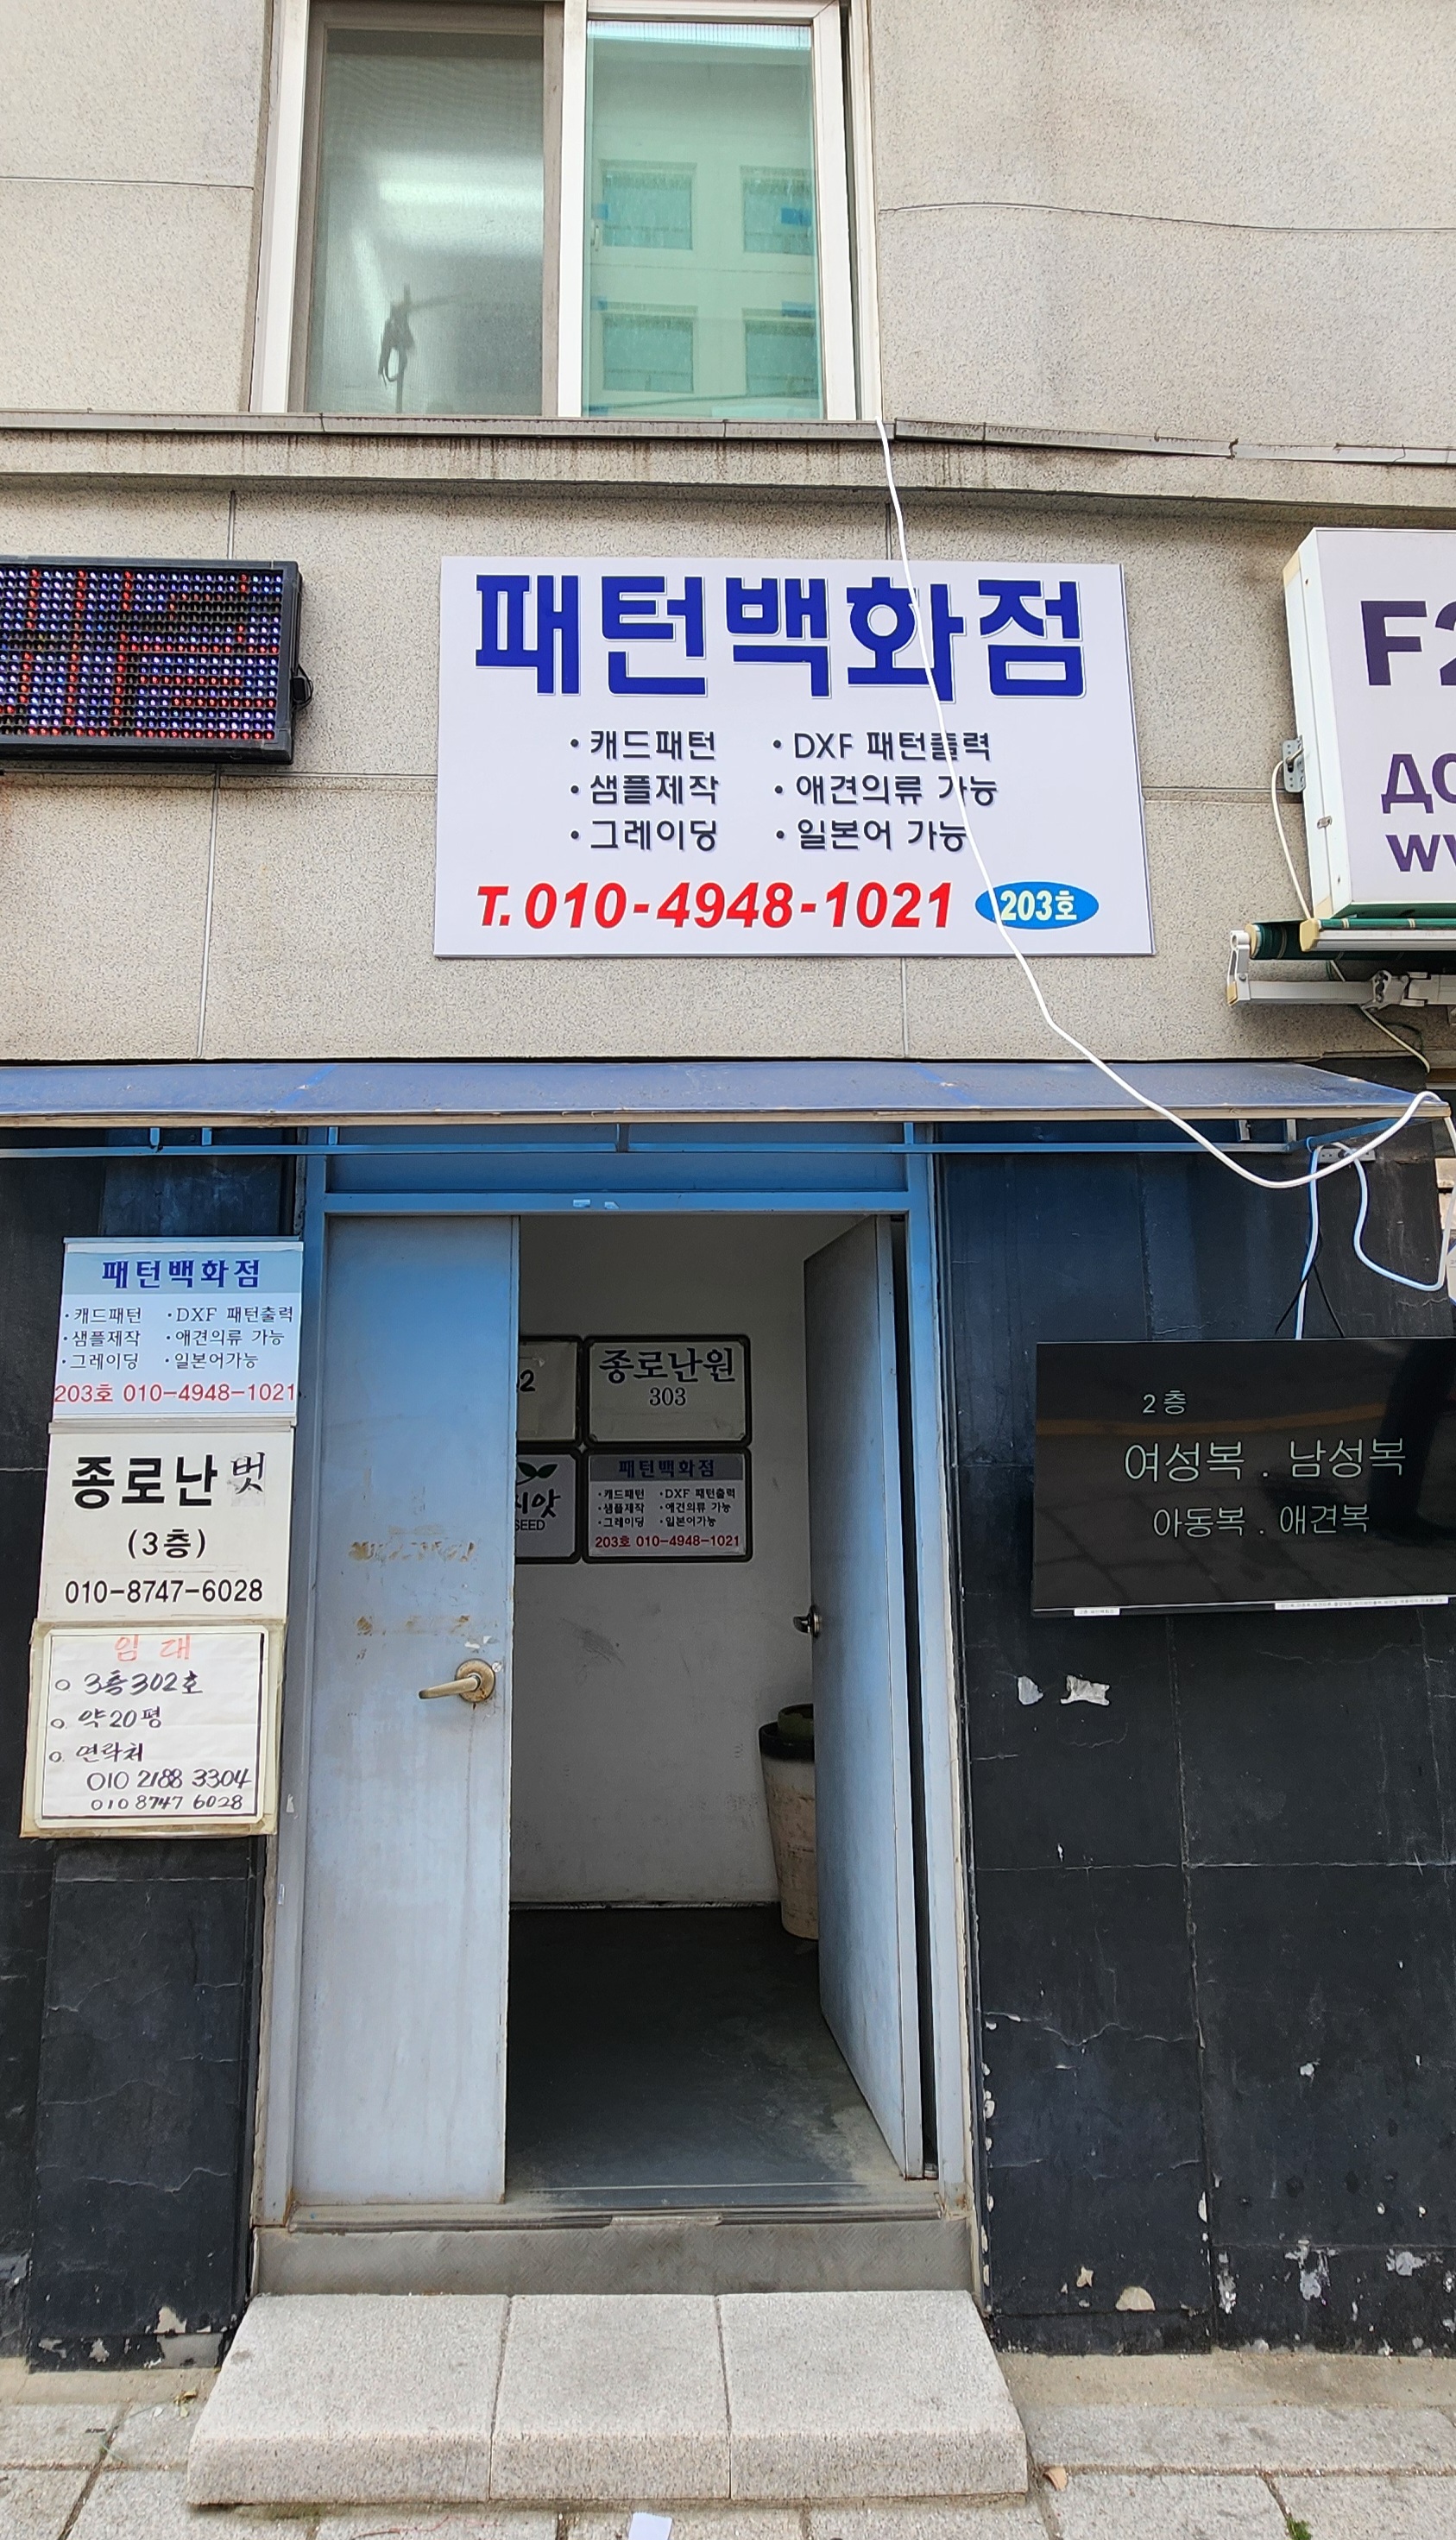 패턴백화점
• 캐드패턴 • DXF 패턴출력
• 샘플제작 • 애견의류 가능
• 그레이딩 • 일본어 가능
T. 010-4948-1021 203호
패턴백화점
• 캐드패턴 • DXF 패턴출력
• 샘플제작 • 애견의류 가능
• 그레이딩 • 일본어가능
203호 010-4948-1021
종로난벗
(3층)
010-8747-6028
임대
○ 3층302호
○. 약20평
○. 연락처
010 2188 3304
010 8747 6028
2
종로난원
303
씨앗
SEED
패턴백화점
• 캐드패턴 • DXF 패턴출력
• 샘플제작 • 애견의류 가능
• 그레이딩 • 일본어가능
203호 010-4948-1021
2층
여성복 . 남성복
아동복 . 애견복
F2
ДО